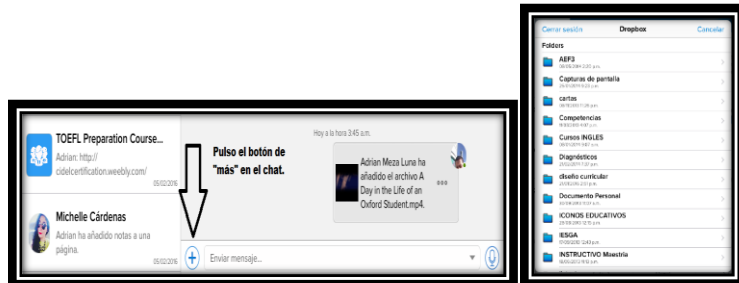 TOEFL Preparation Course...
Adrian: http://
cidelcertification.weebly.com/
05/02/2016
Michelle Cárdenas
Adrian ha añadido notas a una
página.
05/02/2016
Pulso el botón de
"más" en el chat.
Hoy a la hora 3:45 a.m.
Adrian Meza Luna ha
añadido el archivo A
Day in the Life of an
Oxford Student.mp4.
Enviar mensaje...
Cerrar sesión Dropbox Cancelar
Folders
AEF3
Capturas de pantalla
cartas
Competencias
Cursos INGLES
Diagnósticos
diseño curricular
Documento Personal
ICONOS EDUCATIVOS
IESGA
INSTRUCTIVO Maestria